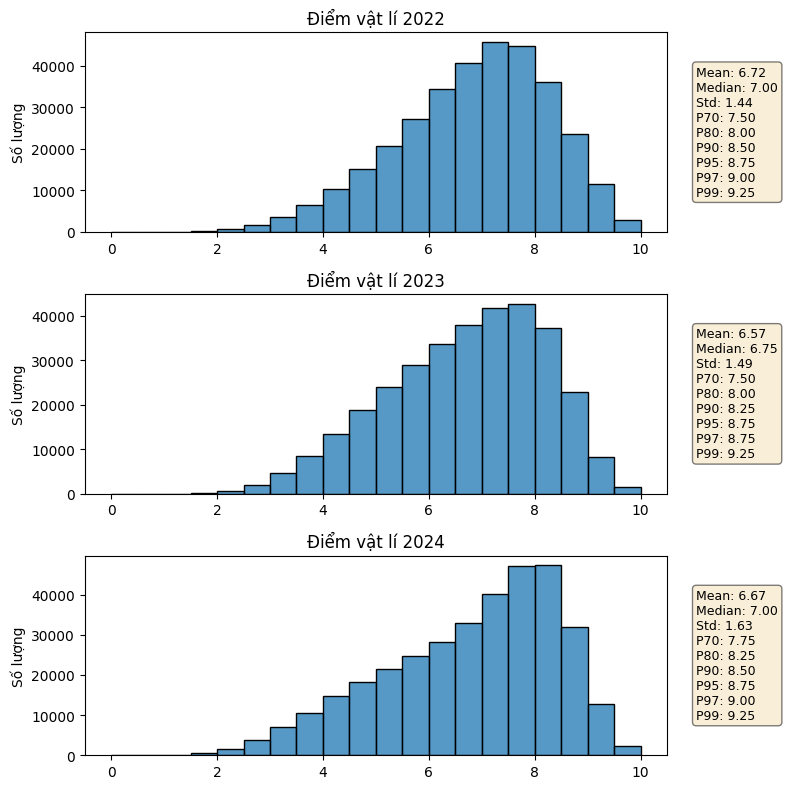 Điểm vật lí 2022
Số lượng
40000
30000
20000
10000
0
0 2 4 6 8 10
Mean: 6.72
Median: 7.00
Std: 1.44
P70: 7.50
P80: 8.00
P90: 8.50
P95: 8.75
P97: 9.00
P99: 9.25
Điểm vật lí 2023
Số lượng
40000
30000
20000
10000
0
0 2 4 6 8 10
Mean: 6.57
Median: 6.75
Std: 1.49
P70: 7.50
P80: 8.00
P90: 8.25
P95: 8.75
P97: 8.75
P99: 9.25
Điểm vật lí 2024
Số lượng
40000
30000
20000
10000
0
0 2 4 6 8 10
Mean: 6.67
Median: 7.00
Std: 1.63
P70: 7.75
P80: 8.25
P90: 8.50
P95: 8.75
P97: 9.00
P99: 9.25